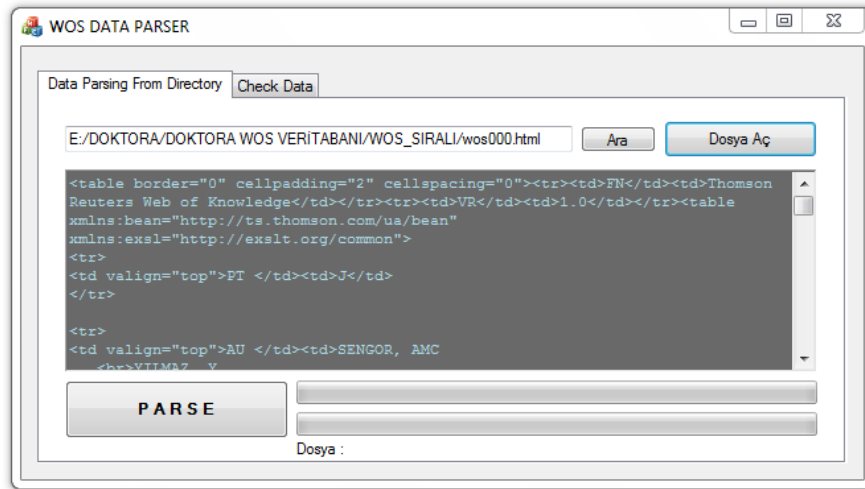 WOS DATA PARSER
Data Parsing From Directory Check Data
E:/DOKTORA/DOKTORA WOS VERİTABANI/WOS_SIRALI/wos000.html Ara Dosya Aç
<table border="0" cellpadding="2" cellspacing="0"><tr><td>FN</td><td>Thomson
Reuters Web of Knowledge</td></tr><tr><td>VR</td><td>1.0</td></tr><table
xmlns:bean="http://ts.thomson.com/ua/bean"
xmlns:exsl="http://exslt.org/common">
<tr>
<td valign="top">PT </td><td>J</td>
</tr>
<tr>
<td valign="top">AU </td><td>SENGOR, AMC
<br>YILMAZ, Y
PARSE
Dosya :